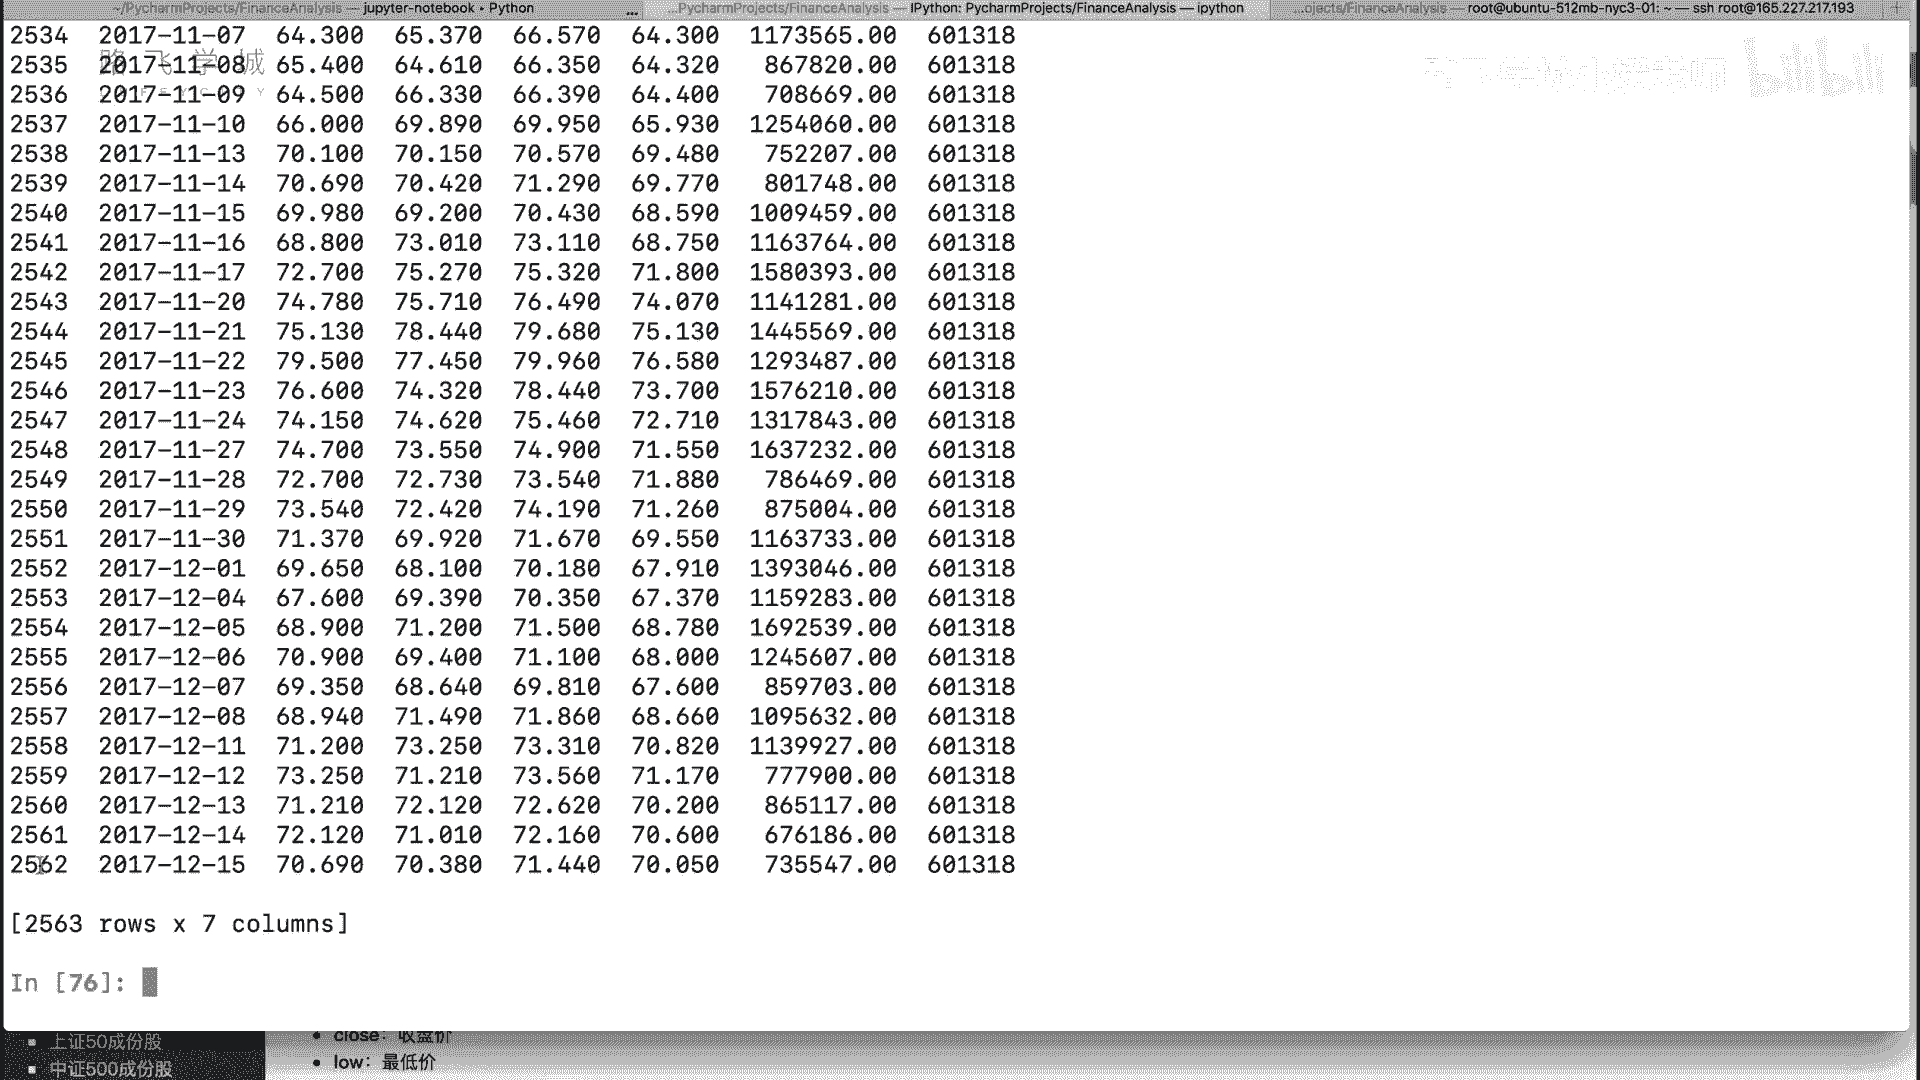 ~/PycharmProjects/FinanceAnalysis — jupyter-notebook • Python ... ...PycharmProjects/FinanceAnalysis — IPython: PycharmProjects/FinanceAnalysis — ipython ...ojects/FinanceAnalysis — root@ubuntu-512mb-nyc3-01: ~ — ssh root@165.227.217.193 +
2534 2017-11-07 64.300 65.370 66.570 64.300 1173565.00 601318
路飞学城
bilibili
2535 2017-11-08 65.400 64.610 66.350 64.320 867820.00 601318
2536 2017-11-09 64.500 66.330 66.390 64.400 708669.00 601318
2537 2017-11-10 66.000 69.890 69.950 65.930 1254060.00 601318
2538 2017-11-13 70.100 70.150 70.570 69.480 752207.00 601318
2539 2017-11-14 70.690 70.420 71.290 69.770 801748.00 601318
2540 2017-11-15 69.980 69.200 70.430 68.590 1009459.00 601318
2541 2017-11-16 68.800 73.010 73.110 68.750 1163764.00 601318
2542 2017-11-17 72.700 75.270 75.320 71.800 1580393.00 601318
2543 2017-11-20 74.780 75.710 76.490 74.070 1141281.00 601318
2544 2017-11-21 75.130 78.440 79.680 75.130 1445569.00 601318
2545 2017-11-22 79.500 77.450 79.960 76.580 1293487.00 601318
2546 2017-11-23 76.600 74.320 78.440 73.700 1576210.00 601318
2547 2017-11-24 74.150 74.620 75.460 72.710 1317843.00 601318
2548 2017-11-27 74.700 73.550 74.900 71.550 1637232.00 601318
2549 2017-11-28 72.700 72.730 73.540 71.880 786469.00 601318
2550 2017-11-29 73.540 72.420 74.190 71.260 875004.00 601318
2551 2017-11-30 71.370 69.920 71.670 69.550 1163733.00 601318
2552 2017-12-01 69.650 68.100 70.180 67.910 1393046.00 601318
2553 2017-12-04 67.600 69.390 70.350 67.370 1159283.00 601318
2554 2017-12-05 68.900 71.200 71.500 68.780 1692539.00 601318
2555 2017-12-06 70.900 69.400 71.100 68.000 1245607.00 601318
2556 2017-12-07 69.350 68.640 69.810 67.600 859703.00 601318
2557 2017-12-08 68.940 71.490 71.860 68.660 1095632.00 601318
2558 2017-12-11 71.200 73.250 73.310 70.820 1139927.00 601318
2559 2017-12-12 73.250 71.210 73.560 71.170 777900.00 601318
2560 2017-12-13 71.210 72.120 72.620 70.200 865117.00 601318
2561 2017-12-14 72.120 71.010 72.160 70.600 676186.00 601318
2562 2017-12-15 70.690 70.380 71.440 70.050 735547.00 601318
[2563 rows x 7 columns]
In [76]:
▪ 上证50成份股
• close：收盘价
▪ 中证500成份股
• low：最低价